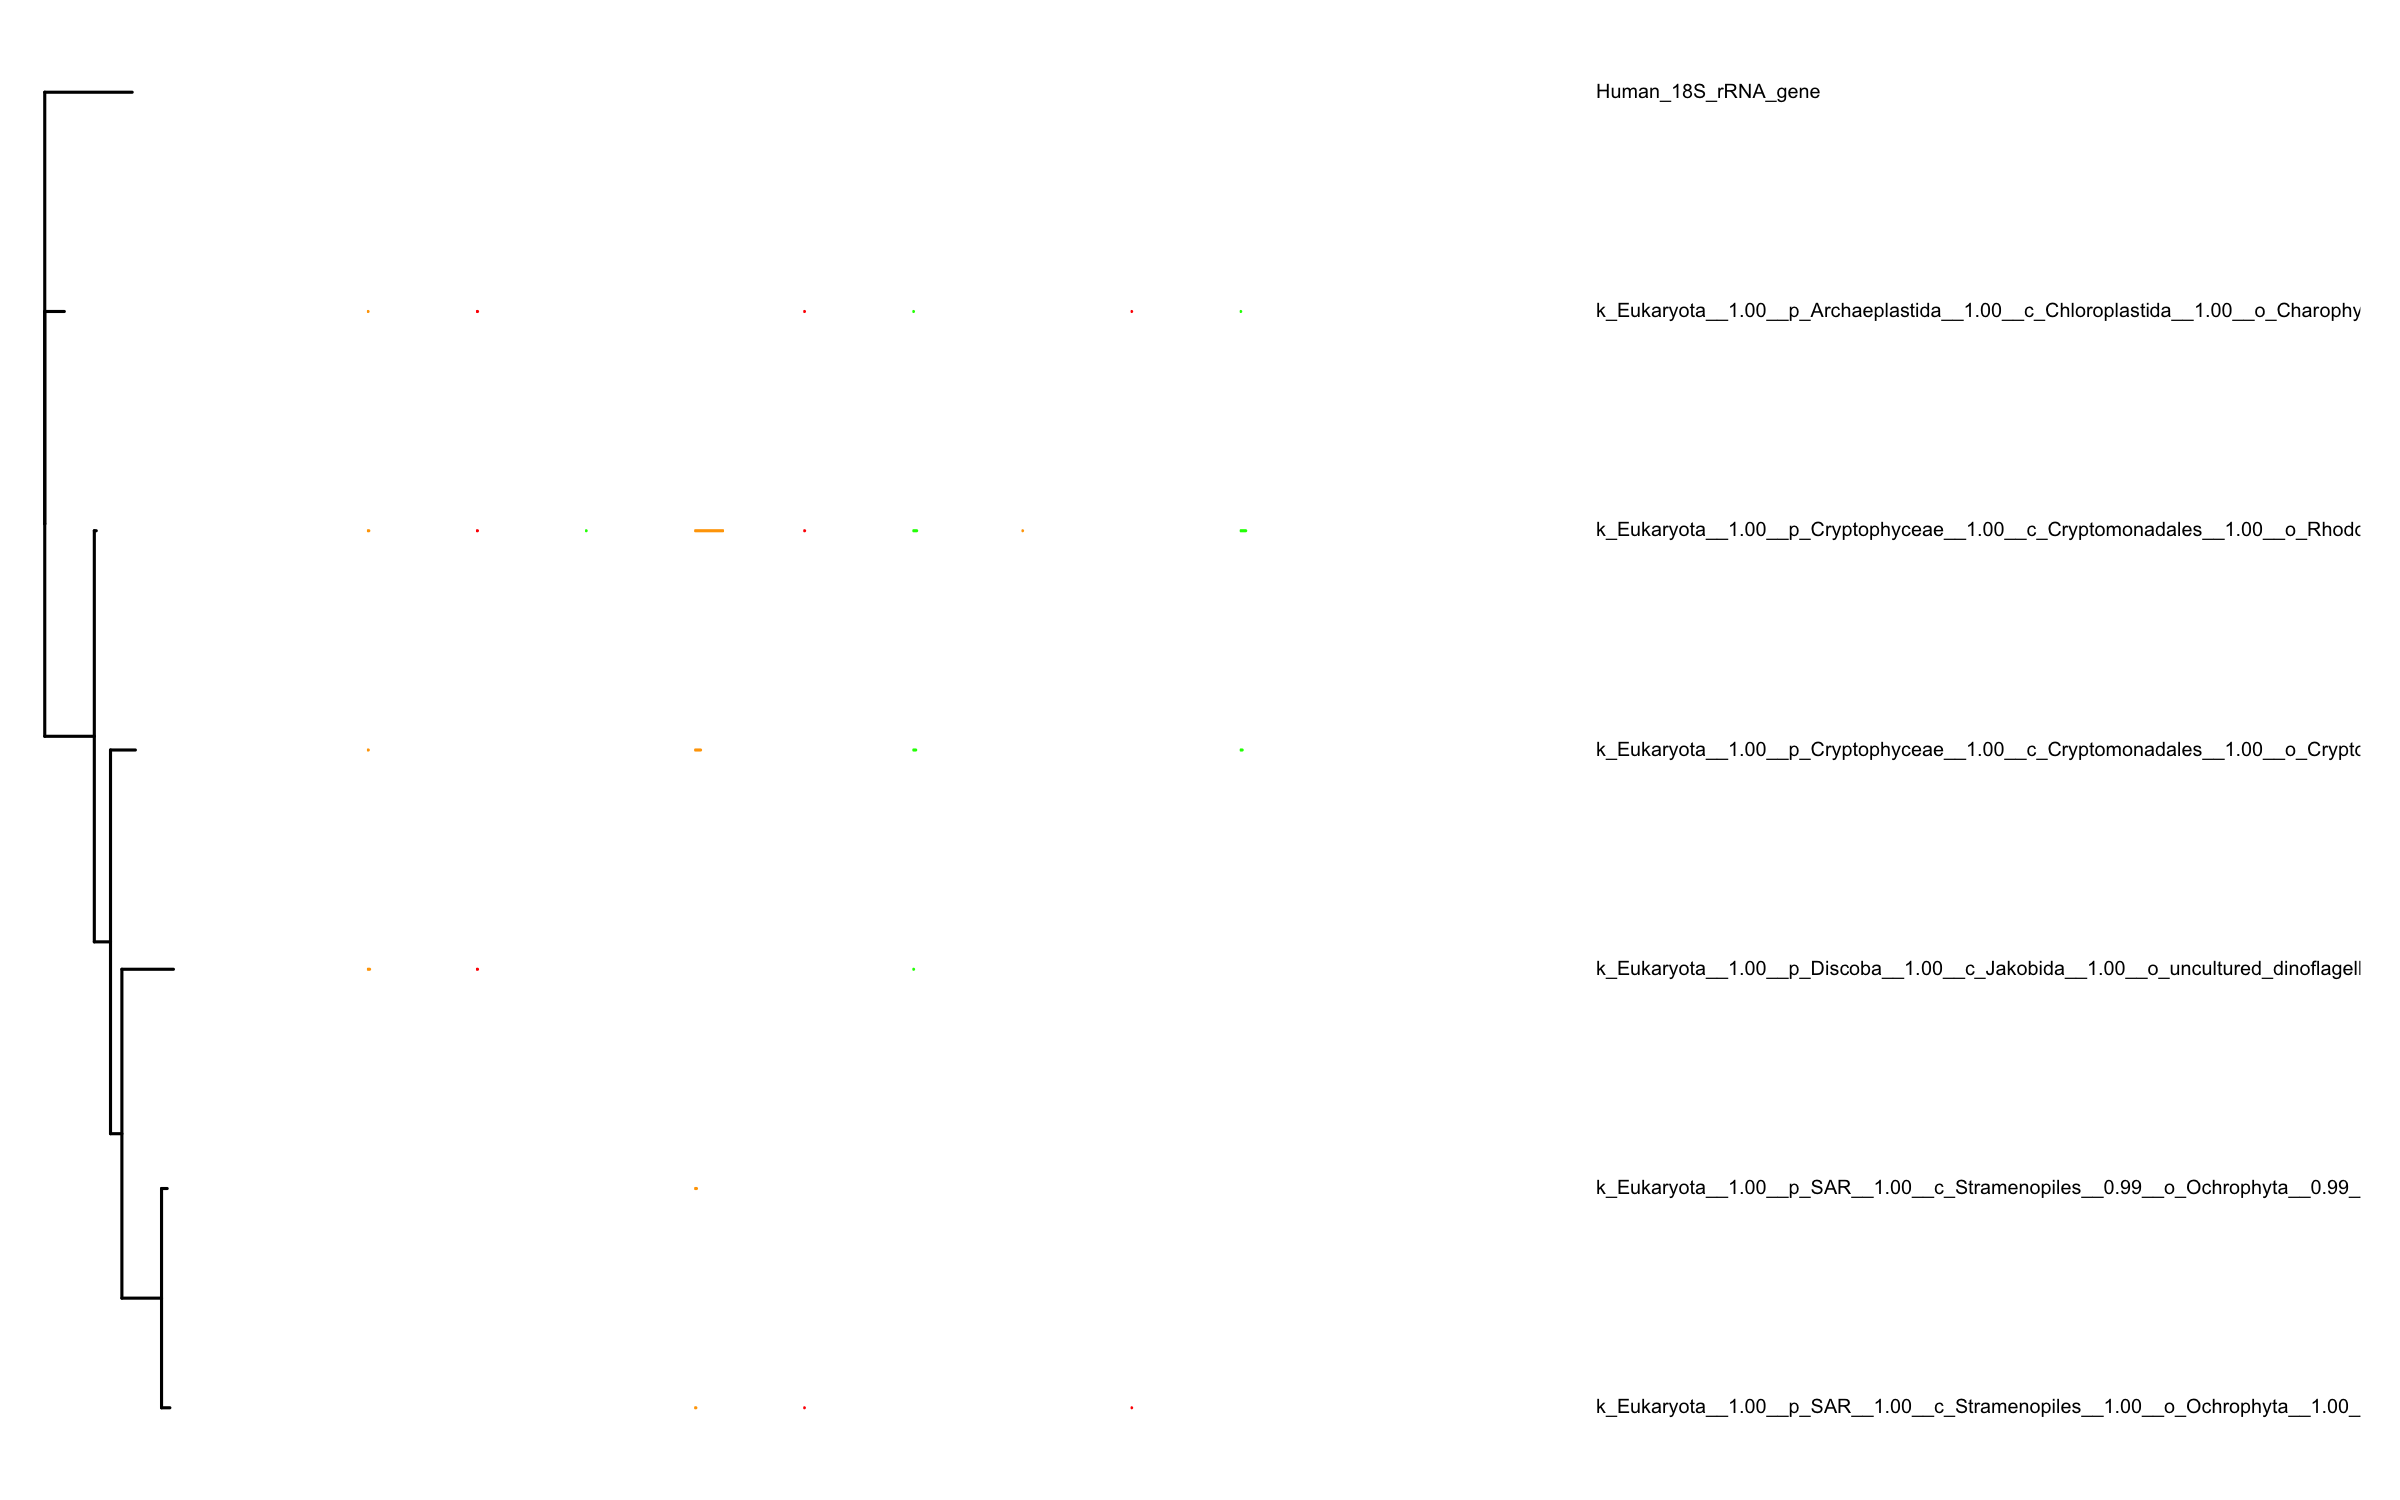 Human_18S_rRNA_gene
k_Eukaryota__1.00__p_Archaeplastida__1.00__c_Chloroplastida__1.00__o_Charophy
k_Eukaryota__1.00__p_Cryptophyceae__1.00__c_Cryptomonadales__1.00__o_Rhodo
k_Eukaryota__1.00__p_Cryptophyceae__1.00__c_Cryptomonadales__1.00__o_Crypto
k_Eukaryota__1.00__p_Discoba__1.00__c_Jakobida__1.00__o_uncultured_dinoflagell
k_Eukaryota__1.00__p_SAR__1.00__c_Stramenopiles__0.99__o_Ochrophyta__0.99_
k_Eukaryota__1.00__p_SAR__1.00__c_Stramenopiles__1.00__o_Ochrophyta__1.00_